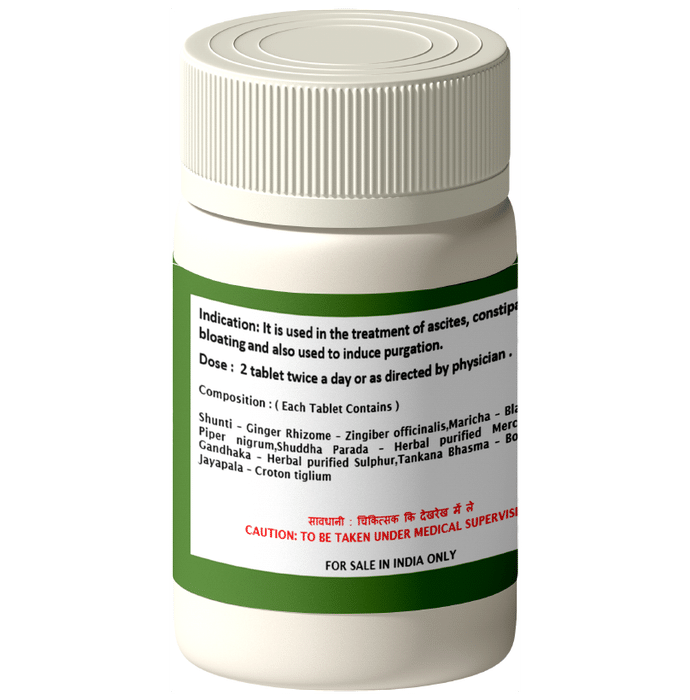 Indication: It is used in the treatment of ascites, constipa
bloating and also used to induce purgation.
Dose : 2 tablet twice a day or as directed by physician .
Composition : ( Each Tablet Contains )
Shunti - Ginger Rhizome - Zingiber officinalis,Maricha - Bla
Piper nigrum,Shuddha Parada - Herbal purified Merc
Gandhaka - Herbal purified Sulphur,Tankana Bhasma - Bo
Jayapala - Croton tiglium
सावधानी : चिकित्सक कि देखरेख में ले
CAUTION: TO BE TAKEN UNDER MEDICAL SUPERVISI
FOR SALE IN INDIA ONLY